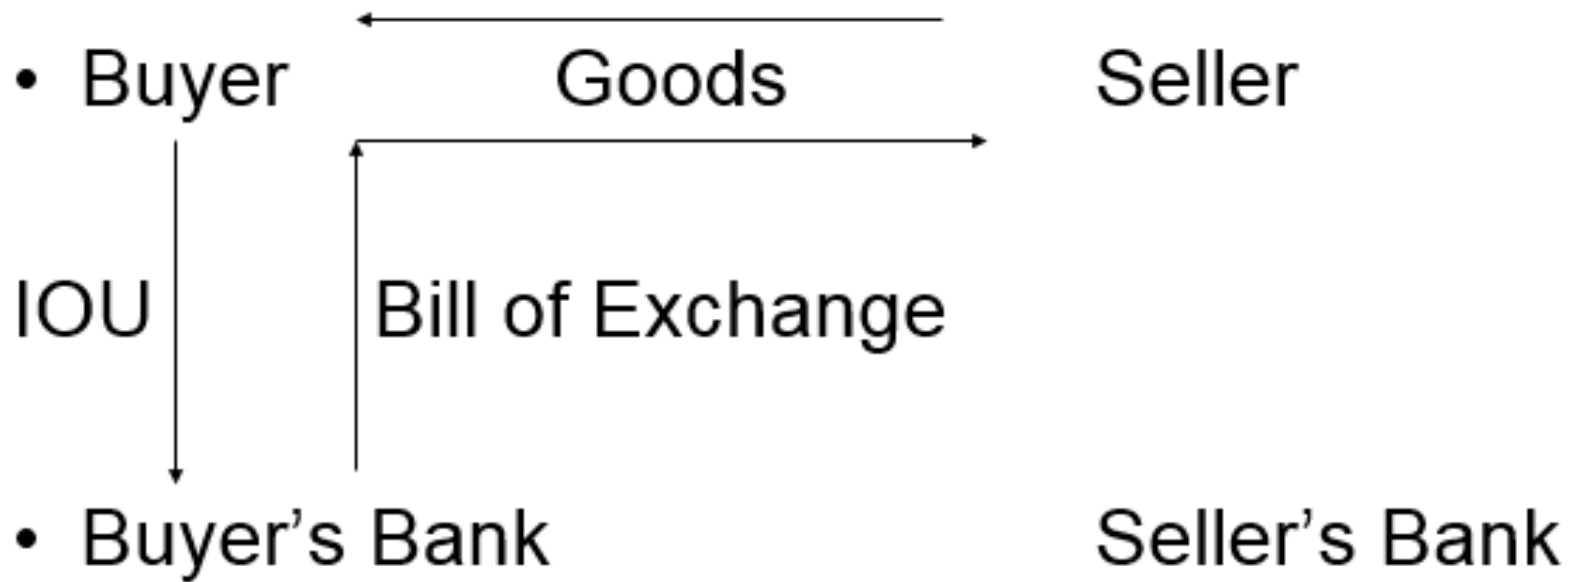 • Buyer Goods Seller
IOU Bill of Exchange
• Buyer’s Bank Seller’s Bank